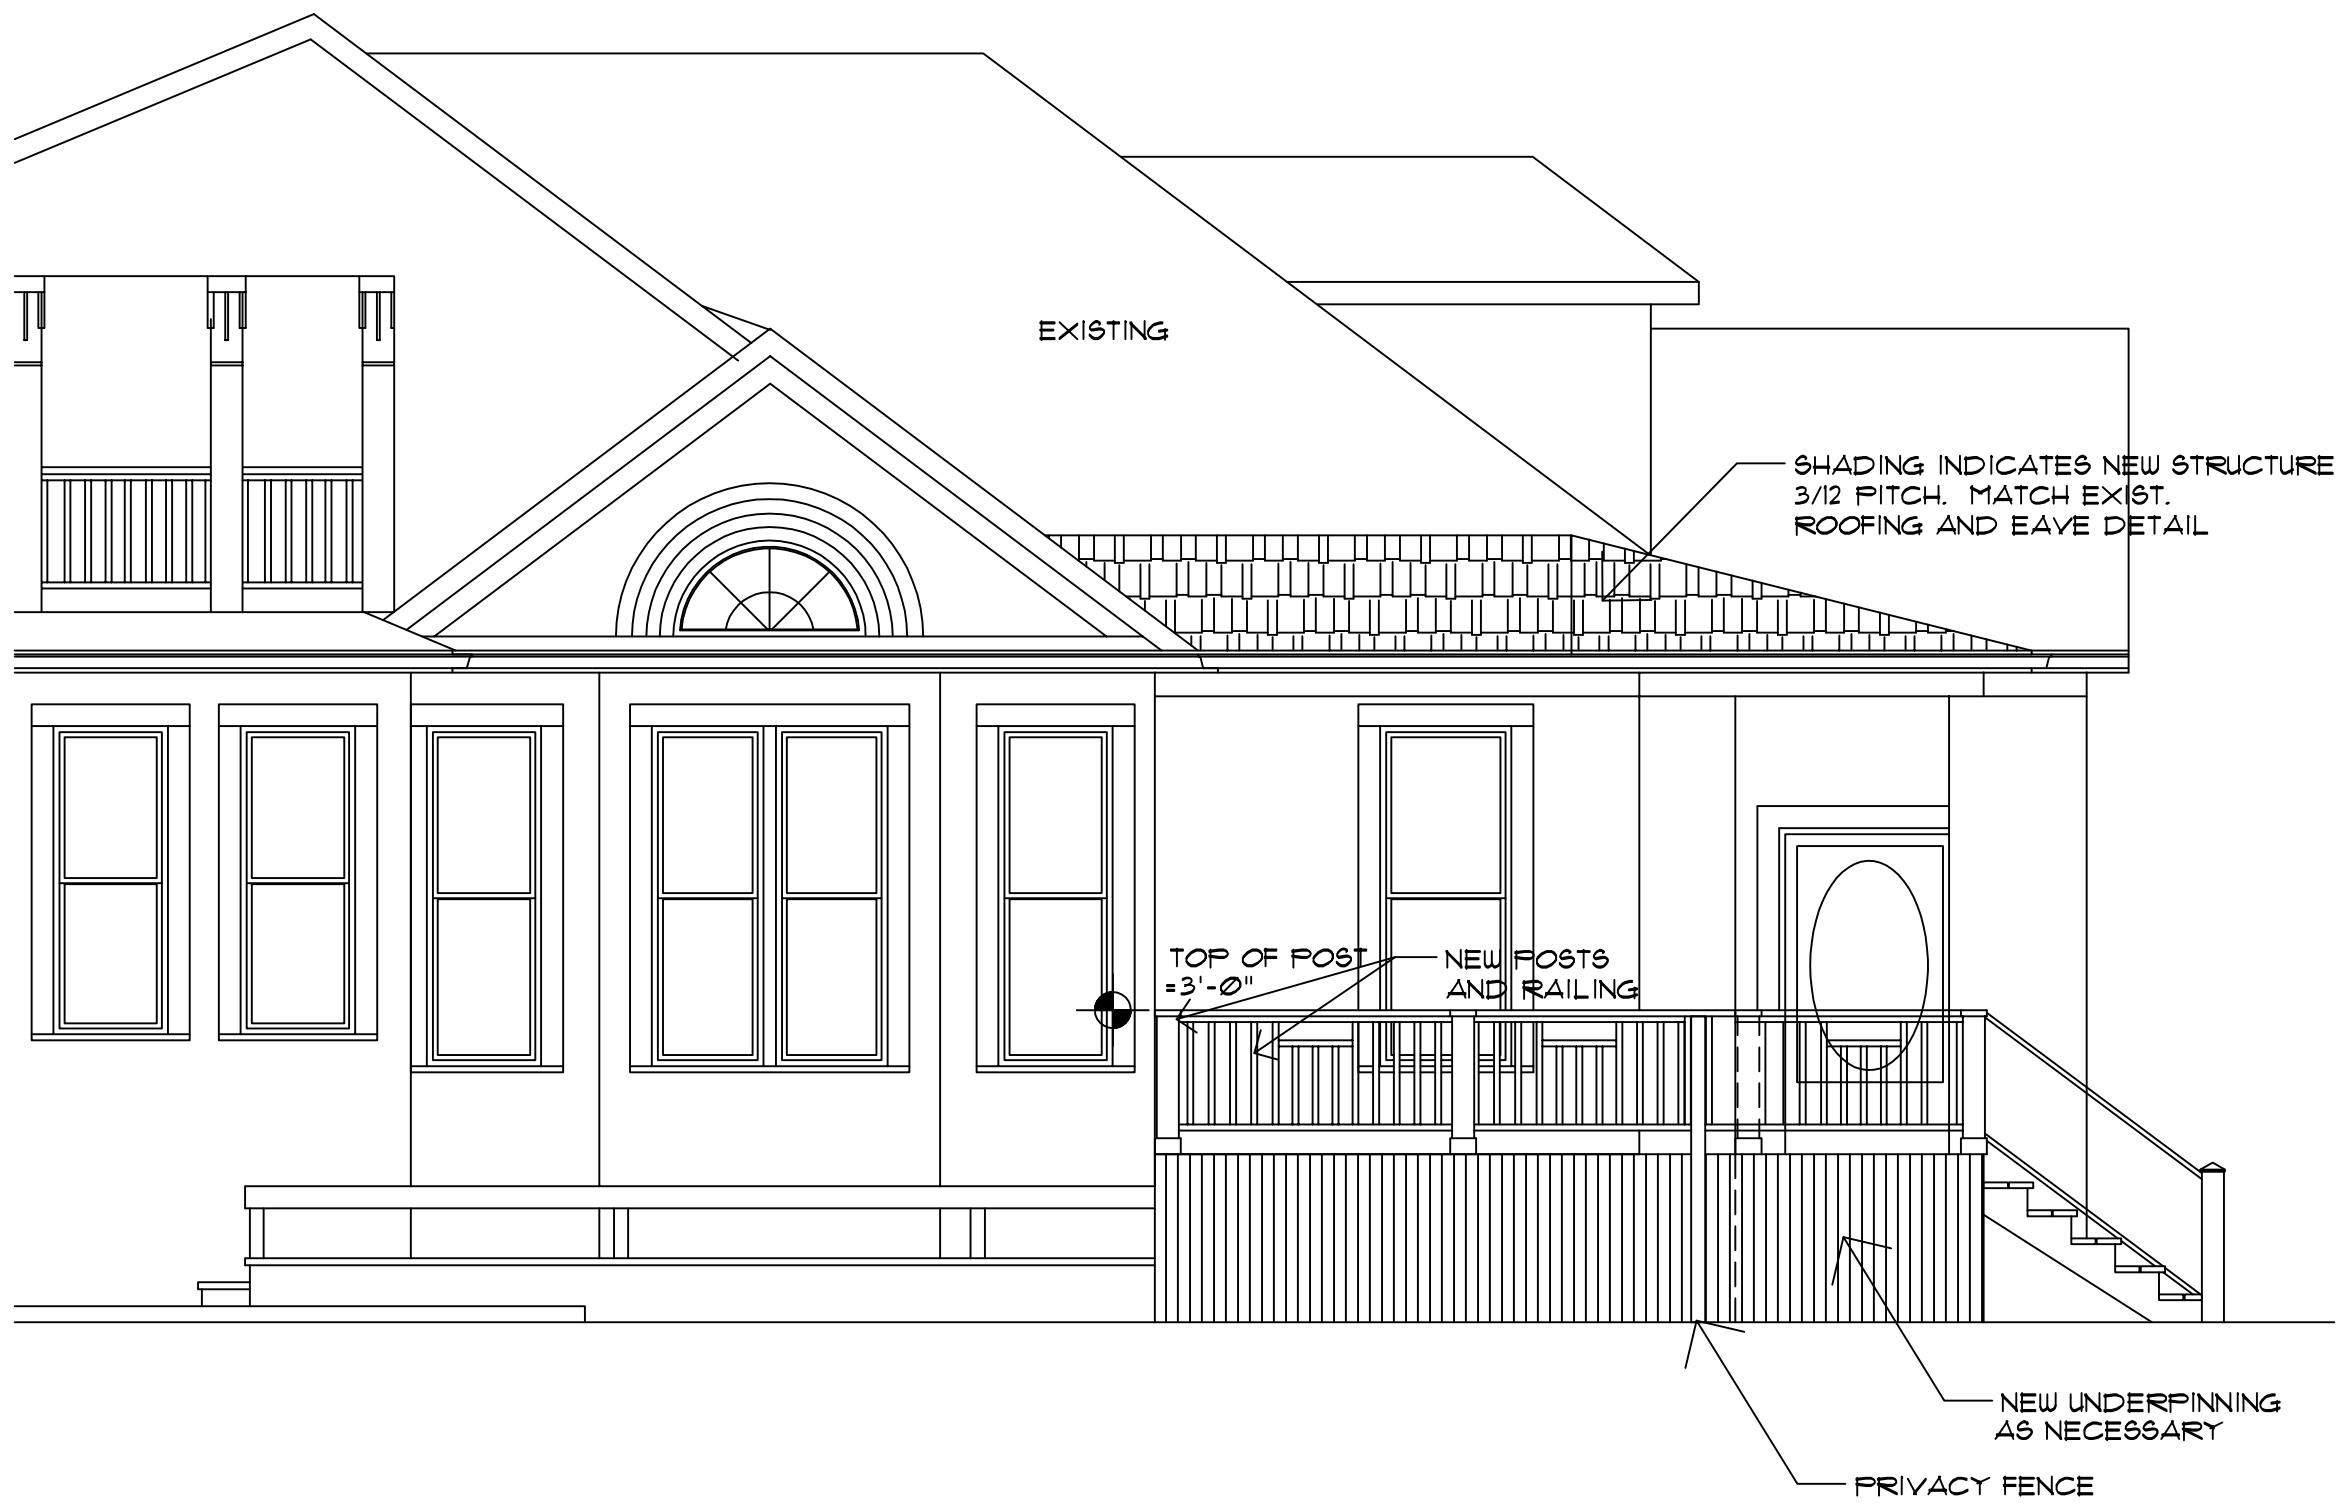 EXISTING
SHADING INDICATES NEW STRUCTURE
3/12 PITCH. MATCH EXIST.
ROOFING AND EAVE DETAIL
TOP OF POST
=3'-0"
NEW POSTS
AND RAILING
NEW UNDERPINNING
AS NECESSARY
PRIVACY FENCE